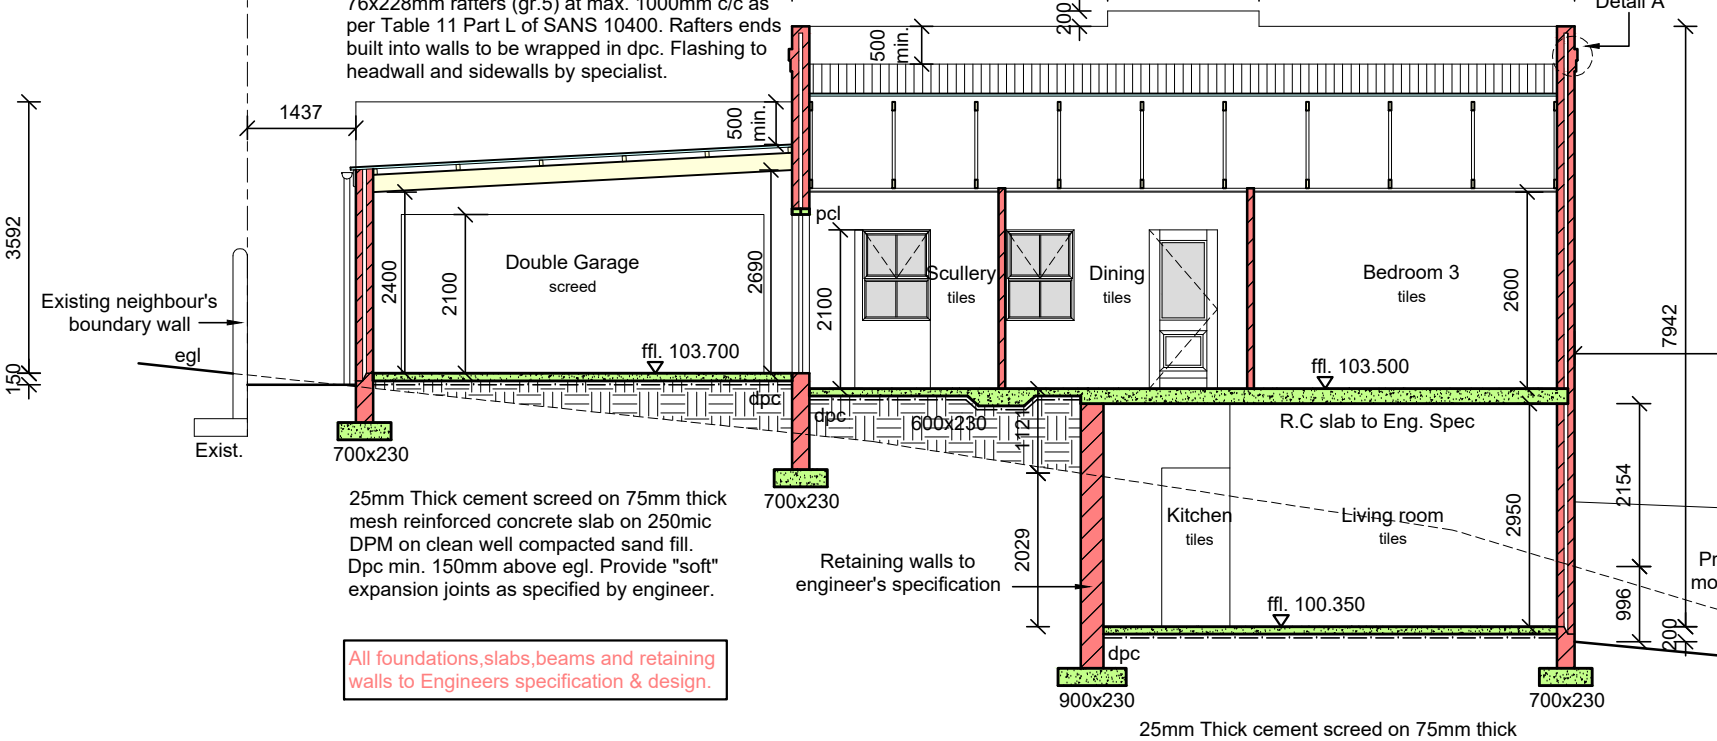 76x228mm rafters (gr.5) at max. 1000mm c/c as
per Table 11 Part L of SANS 10400. Rafters ends
built into walls to be wrapped in dpc. Flashing to
headwall and sidewalls by specialist.
Detail A
200
500
min.
1437
500
min.
3592
150
pcl
Double Garage
screed
2400
2100
2690
2100
Scullery
tiles
Dining
tiles
Bedroom 3
tiles
2600
7942
Existing neighbour's
boundary wall
egl
ffl. 103.700
ffl. 103.500
dpc
dpc
600x230
1121
R.C slab to Eng. Spec
Exist.
700x230
700x230
25mm Thick cement screed on 75mm thick
mesh reinforced concrete slab on 250mic
DPM on clean well compacted sand fill.
Dpc min. 150mm above egl. Provide "soft"
expansion joints as specified by engineer.
Retaining walls to
engineer's specification
2029
Kitchen
tiles
Living room
tiles
2950
2154
996
200
ffl. 100.350
dpc
All foundations,slabs,beams and retaining
walls to Engineers specification & design.
900x230
700x230
25mm Thick cement screed on 75mm thick